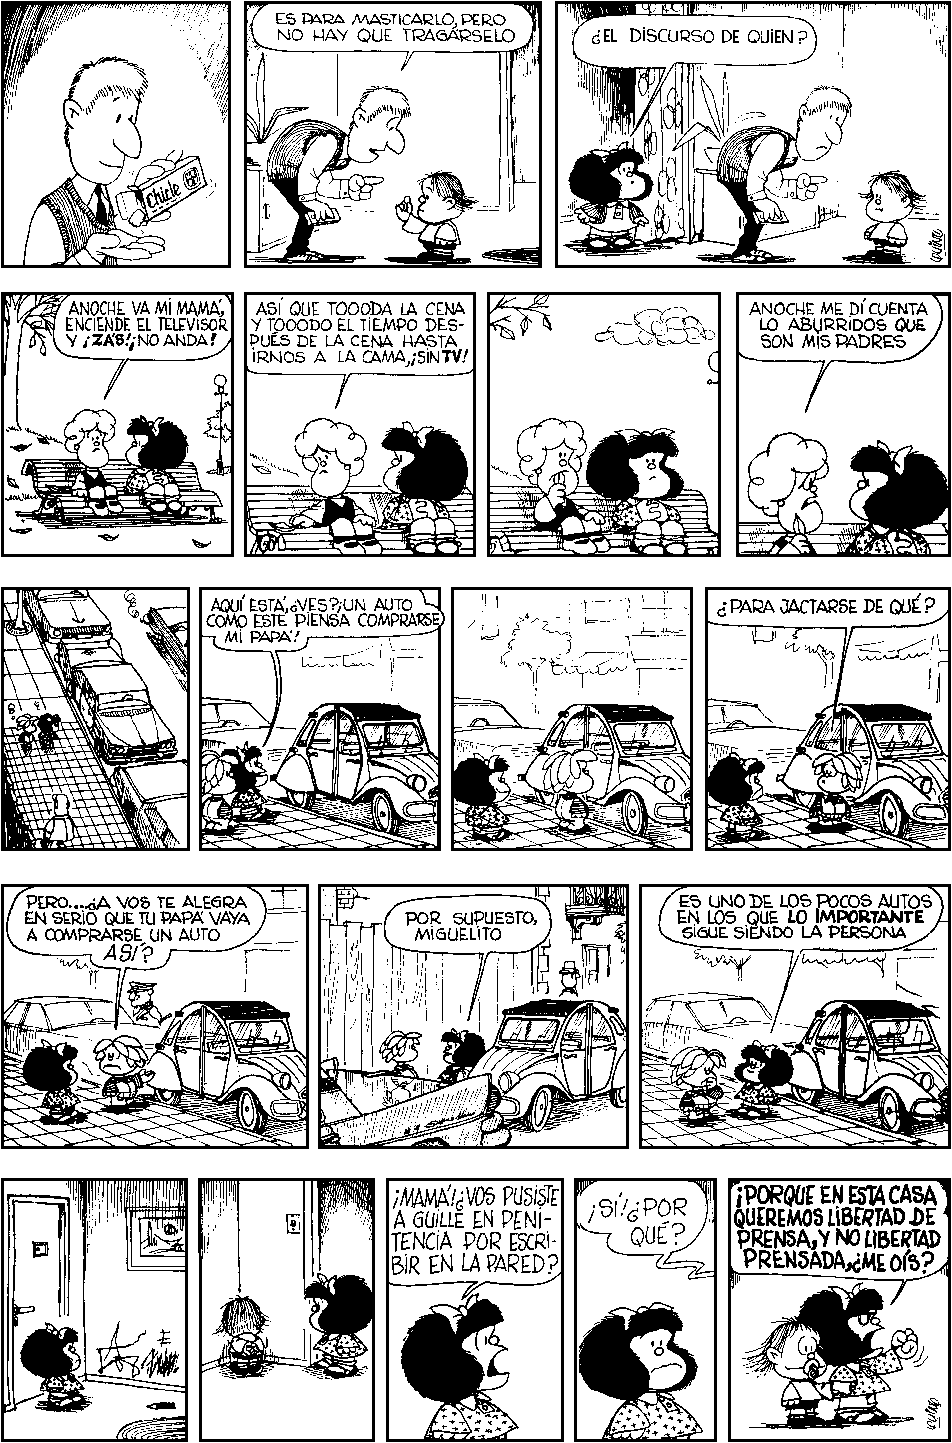 Chicle
ES PARA MASTICARLO, PERO
NO HAY QUE TRAGÁRSELO
¿EL DISCURSO DE QUIEN?
ANOCHE VA MI MAMÁ,
ENCIENDE EL TELEVISOR
Y ¡ZÁS!¡NO ANDA!
ASÍ QUE TOOODA LA CENA
Y TOOODO EL TIEMPO DES-
PUÉS DE LA CENA HASTA
IRNOS A LA CAMA,¡SIN TV!
ANOCHE ME DÍ CUENTA
LO ABURRIDOS QUE
SON MIS PADRES
AQUÍ ESTÁ,¿VES?¡UN AUTO
COMO ESTE PIENSA COMPRARSE
MI PAPÁ!
¿PARA JACTARSE DE QUÉ?
PERO....¿A VOS TE ALEGRA
EN SERIO QUE TU PAPÁ VAYA
A COMPRARSE UN AUTO
ASÍ?
POR SUPUESTO,
MIGUELITO
ES UNO DE LOS POCOS AUTOS
EN LOS QUE LO IMPORTANTE
SIGUE SIENDO LA PERSONA
¡MAMÁ!¿VOS PUSISTE
A GUILLE EN PENI-
TENCIA POR ESCRI-
BIR EN LA PARED?
¡SÍ!¿POR
QUÉ?
¡PORQUE EN ESTA CASA
QUEREMOS LIBERTAD DE
PRENSA, Y NO LIBERTAD
PRENSADA,¿ME OÍS?